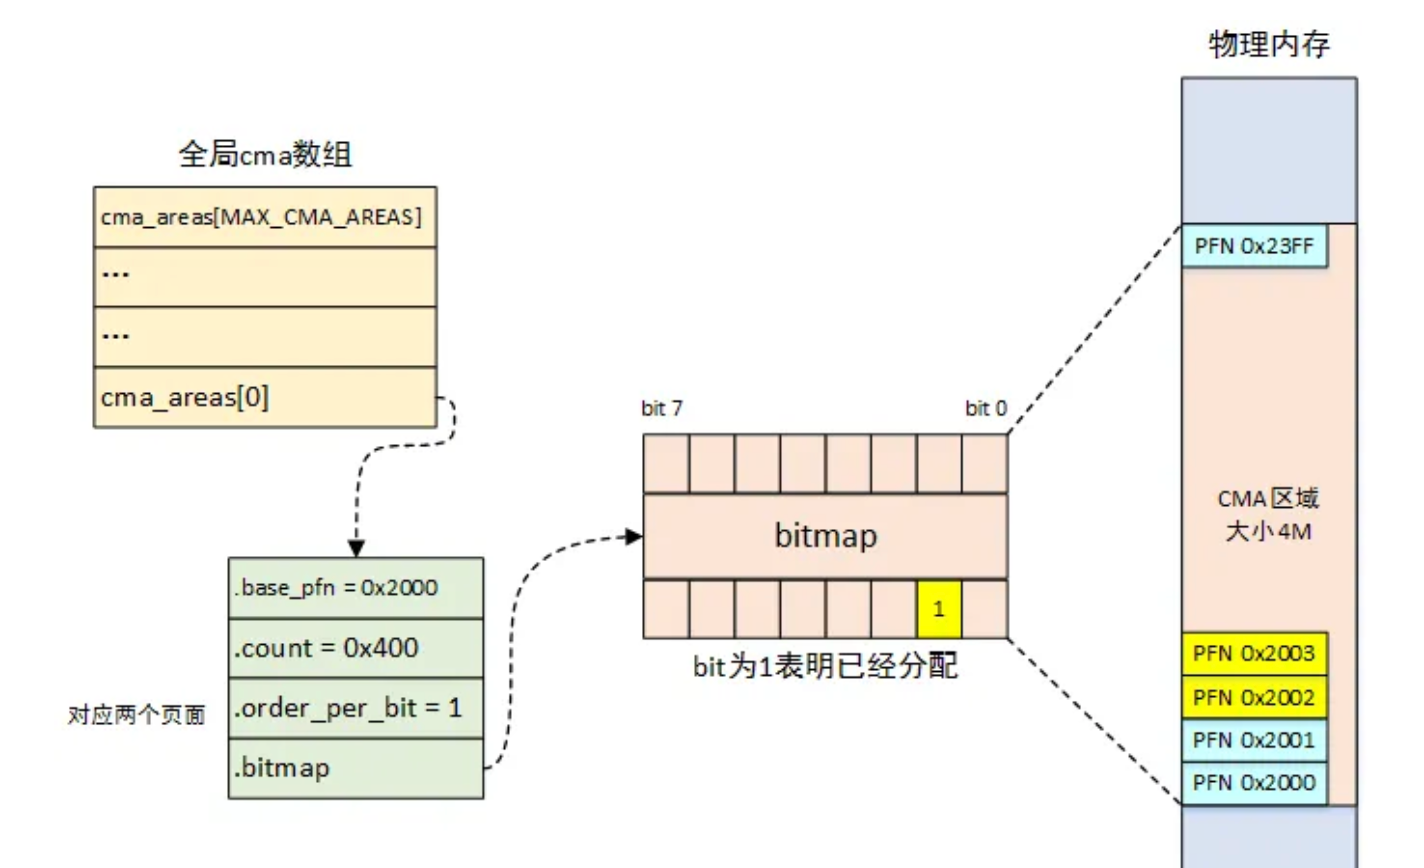 物理内存
全局cma数组
cma_areas[MAX_CMA_AREAS]
...
...
cma_areas[0]
.base_pfn = 0x2000
.count = 0x400
.order_per_bit = 1
.bitmap
对应两个页面
bit 7
bit 0
bitmap
1
bit为1表明已经分配
PFN 0x23FF
CMA区域
大小4M
PFN 0x2003
PFN 0x2002
PFN 0x2001
PFN 0x2000